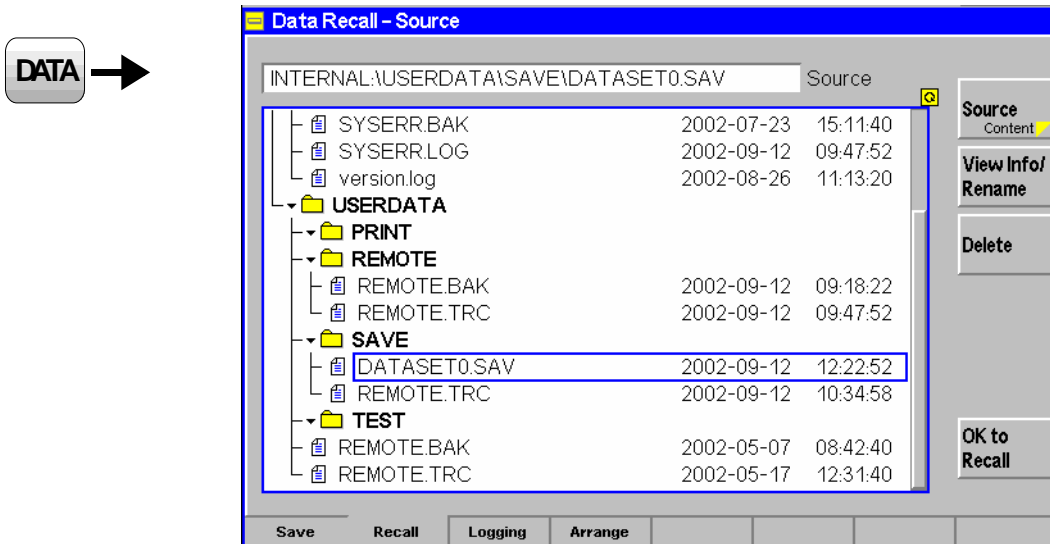 DATA
Data Recall – Source
INTERNAL:\USERDATA\SAVE\DATASET0.SAV Source
SYSERR.BAK 2002-07-23 15:11:40
SYSERR.LOG 2002-09-12 09:47:52
version.log 2002-08-26 11:13:20
USERDATA
PRINT
REMOTE
REMOTE.BAK 2002-09-12 09:18:22
REMOTE.TRC 2002-09-12 09:47:52
SAVE
DATASET0.SAV 2002-09-12 12:22:52
REMOTE.TRC 2002-09-12 10:34:58
TEST
REMOTE.BAK 2002-05-07 08:42:40
REMOTE.TRC 2002-05-17 12:31:40
Source
Content
View Info/
Rename
Delete
OK to
Recall
Save Recall Logging Arrange